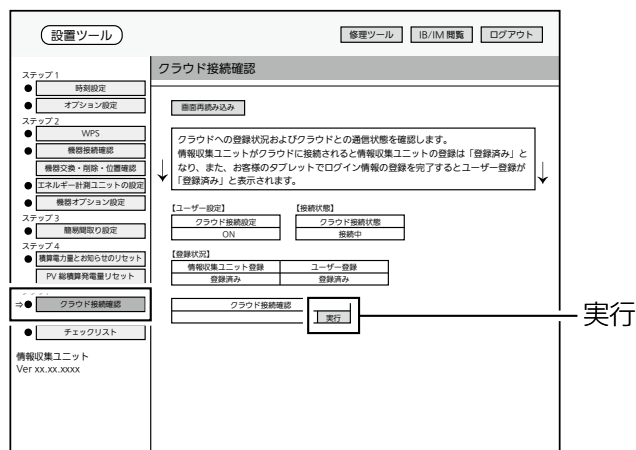 設置ツール
修理ツール IB/IM 閲覧 ログアウト
クラウド接続確認
ステップ 1
● 時刻設定
● オプション設定
ステップ 2
● WPS
● 機器接続確認
機器交換・削除・位置確認
● エネルギー計測ユニットの設定
● 機器オプション設定
ステップ 3
● 簡易間取り設定
ステップ 4
● 積算電力量とお知らせのリセット
PV 総積算発電量リセット
⇒● クラウド接続確認
● チェックリスト
情報収集ユニット
Ver xx.xx.xxxx
画面再読み込み
クラウドへの登録状況およびクラウドとの通信状態を確認します。
情報収集ユニットがクラウドに接続されると情報収集ユニットの登録は「登録済み」と
なり、また、お客様のタブレットでログイン情報の登録を完了するとユーザー登録が
「登録済み」と表示されます。
【ユーザー設定】 【接続状態】
クラウド接続設定 クラウド接続状態
ON 接続中
【登録状況】
情報収集ユニット登録 ユーザー登録
登録済み 登録済み
クラウド接続確認
実行
実行